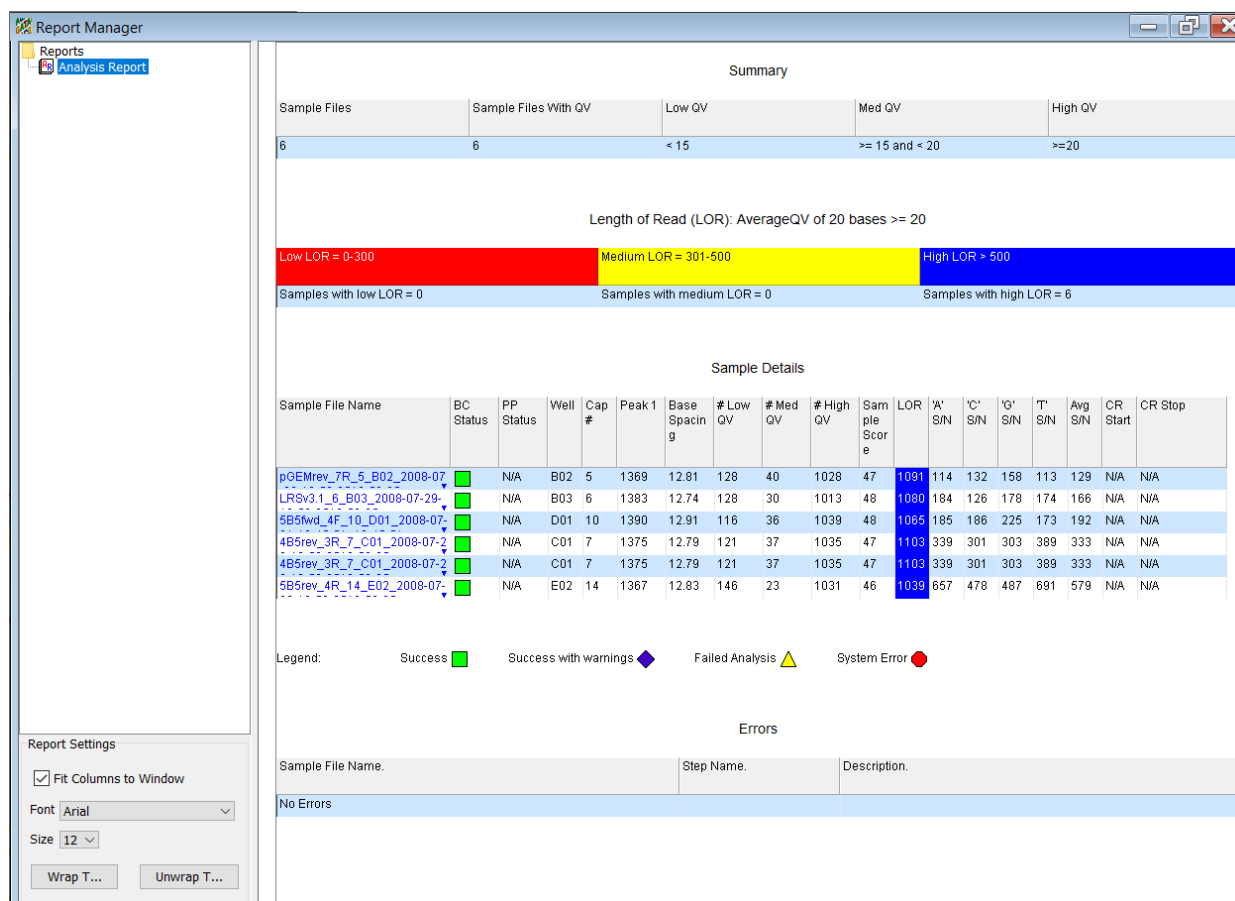 Report Manager
Reports
Analysis Report
Summary
Sample Files Sample Files With QV Low QV Med QV High QV
6 6 < 15 >= 15 and < 20 >=20
Length of Read (LOR): AverageQV of 20 bases >= 20
Low LOR = 0-300 Medium LOR = 301-500 High LOR > 500
Samples with low LOR = 0 Samples with medium LOR = 0 Samples with high LOR = 6
Sample Details
Sample File Name BC Status PP Status Well Cap # Peak 1 Base Spacin g # Low QV # Med QV # High QV Sam ple Scor e LOR 'A' S/N 'C' S/N 'G' S/N 'T' S/N Avg S/N CR Start CR Stop
pGEMrev_7R_5_B02_2008-07 N/A B02 5 1369 12.81 128 40 1028 47 1091 114 132 158 113 129 N/A N/A
LRSv3.1_6_B03_2008-07-29- N/A B03 6 1383 12.74 128 30 1013 48 1080 184 126 178 174 166 N/A N/A
5B5fwd_4F_10_D01_2008-07- N/A D01 10 1390 12.91 116 36 1039 48 1065 185 186 225 173 192 N/A N/A
4B5rev_3R_7_C01_2008-07-2 N/A C01 7 1375 12.79 121 37 1035 47 1103 339 301 303 389 333 N/A N/A
4B5rev_3R_7_C01_2008-07-2 N/A C01 7 1375 12.79 121 37 1035 47 1103 339 301 303 389 333 N/A N/A
5B5rev_4R_14_E02_2008-07- N/A E02 14 1367 12.83 146 23 1031 46 1039 657 478 487 691 579 N/A N/A
Legend: Success Success with warnings Failed Analysis System Error
Errors
Sample File Name. Step Name. Description.
No Errors
Report Settings
Fit Columns to Window
Font Arial
Size 12
Wrap T... Unwrap T...